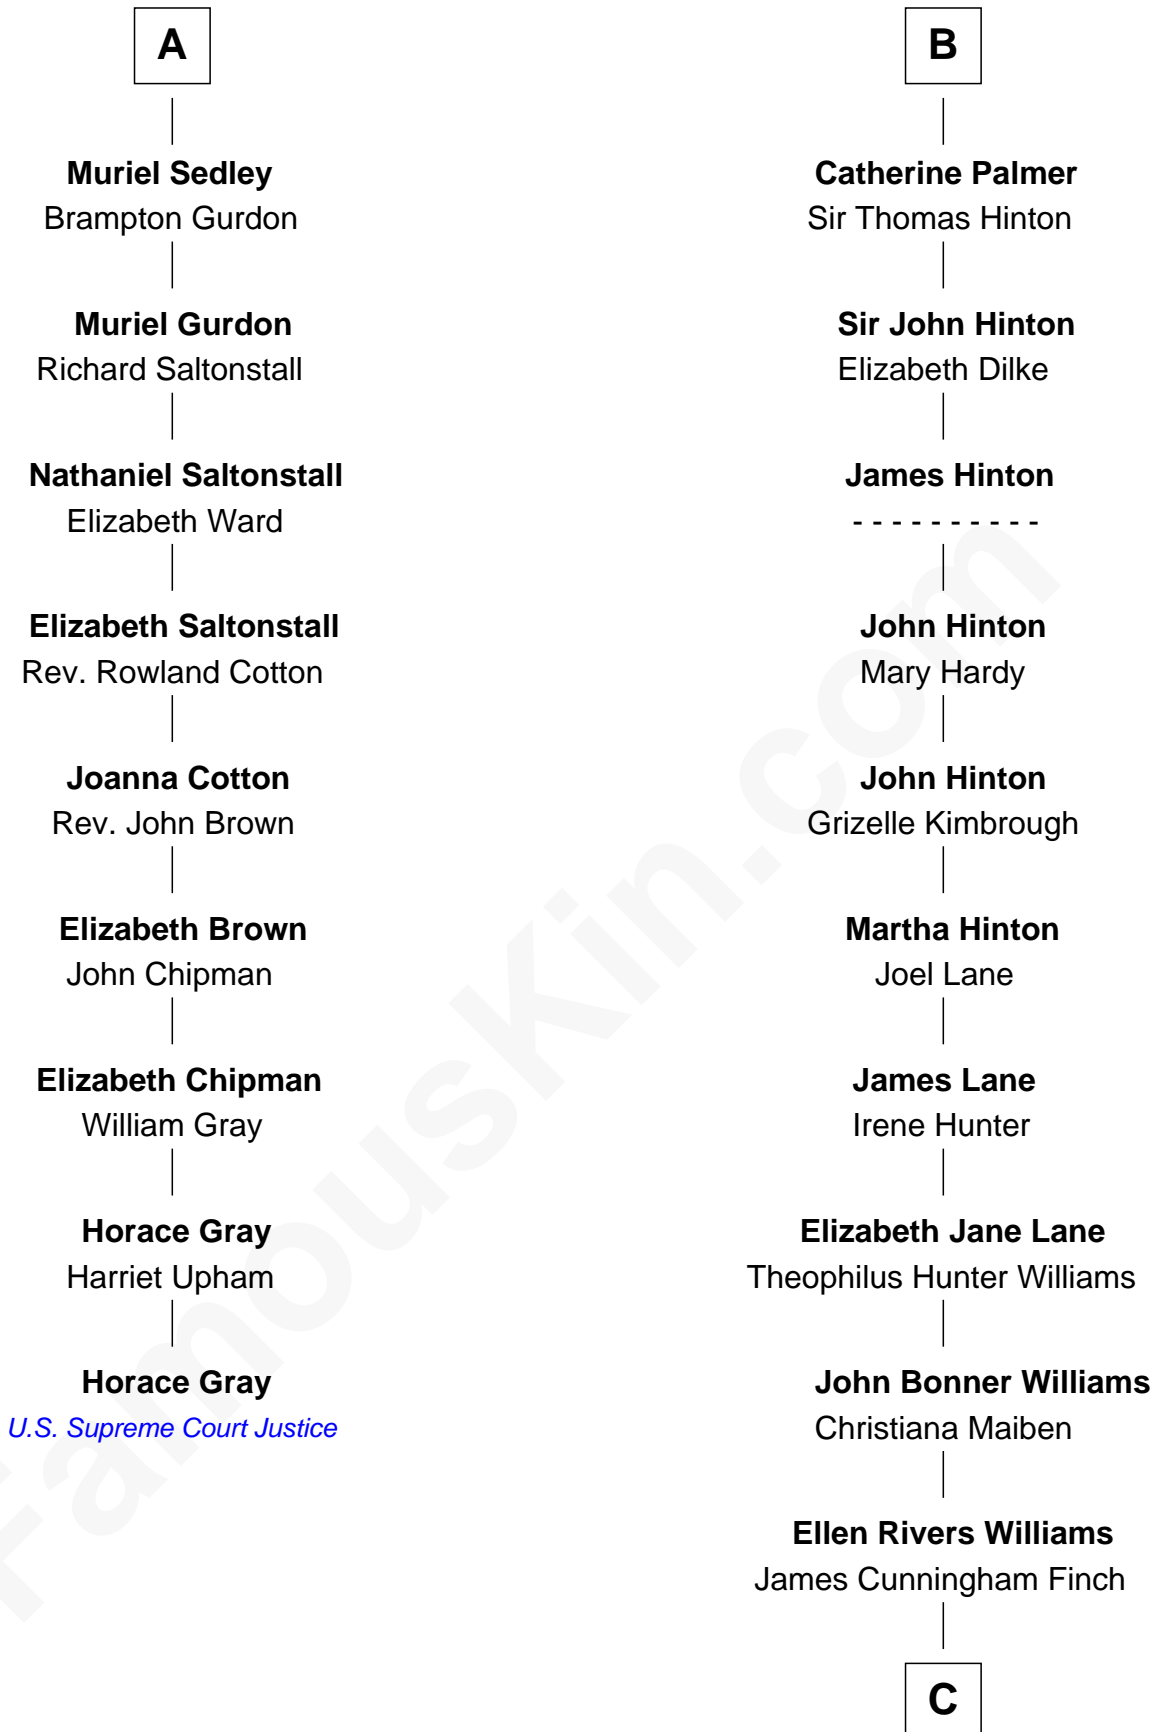 A
Muriel Sedley
Brampton Gurdon
Muriel Gurdon
Richard Saltonstall
Nathaniel Saltonstall
Elizabeth Ward
Elizabeth Saltonstall
Rev. Rowland Cotton
Joanna Cotton
Rev. John Brown
Elizabeth Brown
John Chipman
Elizabeth Chipman
William Gray
Horace Gray
Harriet Upham
Horace Gray
U.S. Supreme Court Justice
B
Catherine Palmer
Sir Thomas Hinton
Sir John Hinton
Elizabeth Dilke
James Hinton
- - - - - - - - - -
John Hinton
Mary Hardy
John Hinton
Grizelle Kimbrough
Martha Hinton
Joel Lane
James Lane
Irene Hunter
Elizabeth Jane Lane
Theophilus Hunter Williams
John Bonner Williams
Christiana Maiben
Ellen Rivers Williams
James Cunningham Finch
C
FamousKin.com